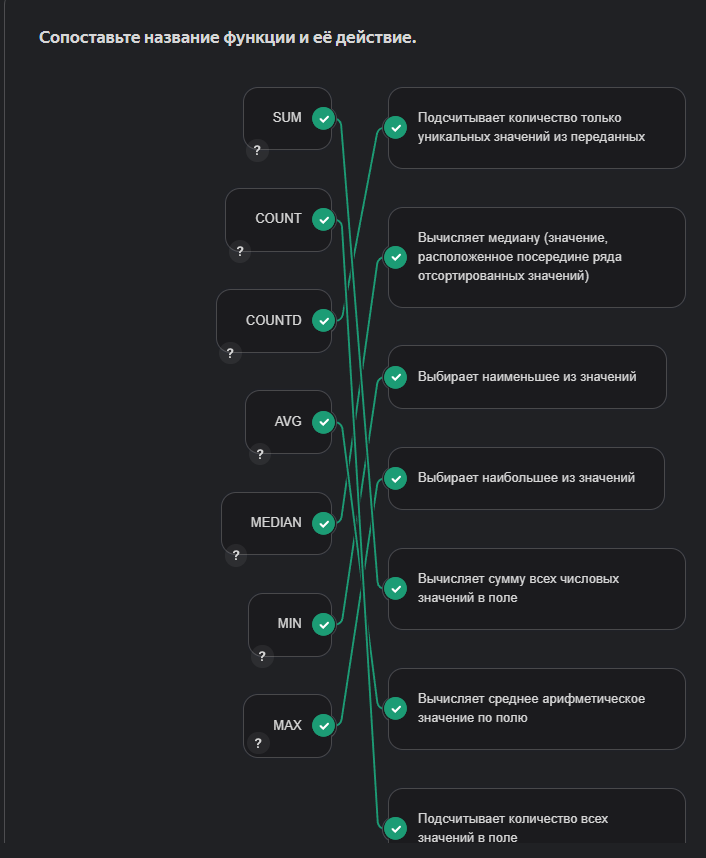 Сопоставьте название функции и её действие.
SUM
?
COUNT
?
COUNTD
?
AVG
?
MEDIAN
?
MIN
?
MAX
?
Подсчитывает количество только
уникальных значений из переданных
Вычисляет медиану (значение,
расположенное посередине ряда
отсортированных значений)
Выбирает наименьшее из значений
Выбирает наибольшее из значений
Вычисляет сумму всех числовых
значений в поле
Вычисляет среднее арифметическое
значение по полю
Подсчитывает количество всех
значений в поле